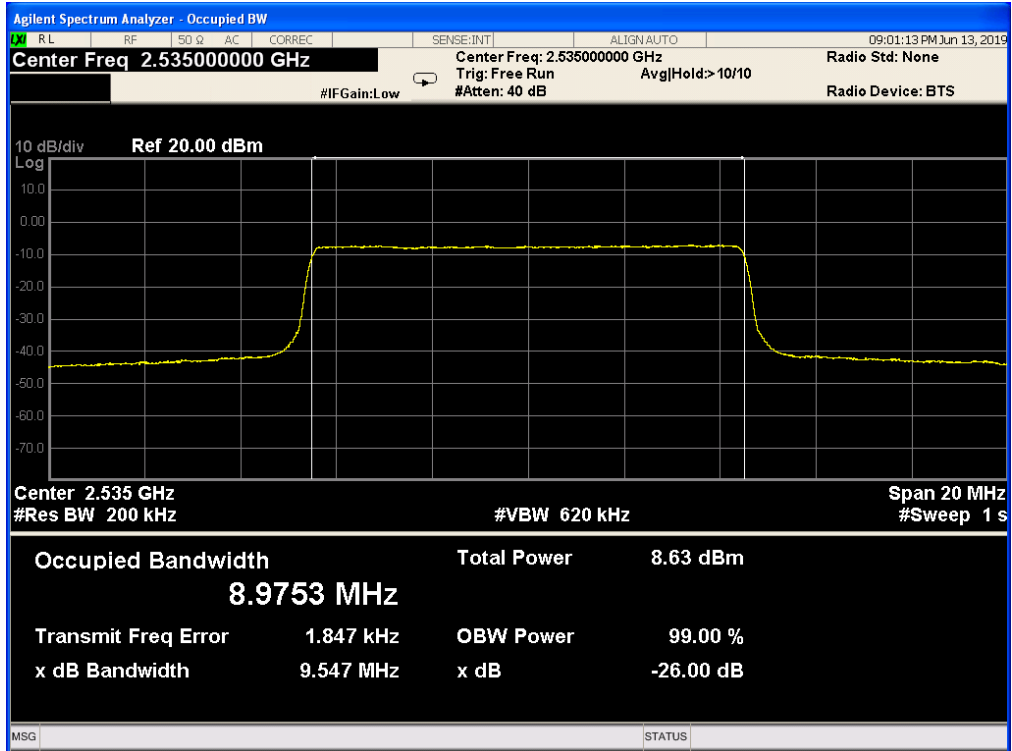 Agilent Spectrum Analyzer - Occupied BW
LXI RL RF 50 Ω AC CORREC SENSE:INT ALIGN AUTO 09:01:13 PM Jun 13, 2019
Center Freq 2.535000000 GHz Center Freq: 2.535000000 GHz Radio Std: None
Trig: Free Run Avg|Hold:>10/10
#IFGain:Low #Atten: 40 dB Radio Device: BTS
10 dB/div Ref 20.00 dBm
Log
10.0
0.00
-10.0
-20.0
-30.0
-40.0
-50.0
-60.0
-70.0
Center 2.535 GHz Span 20 MHz
#Res BW 200 kHz #VBW 620 kHz #Sweep 1 s
Occupied Bandwidth Total Power 8.63 dBm
8.9753 MHz
Transmit Freq Error 1.847 kHz OBW Power 99.00 %
x dB Bandwidth 9.547 MHz x dB -26.00 dB
MSG STATUS